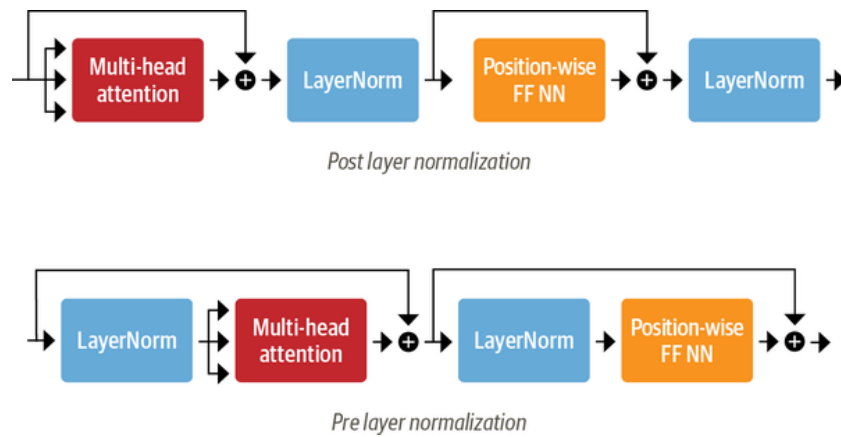 Multi-head
attention
LayerNorm
Position-wise
FF NN
LayerNorm
Post layer normalization
LayerNorm
Multi-head
attention
LayerNorm
Position-wise
FF NN
Pre layer normalization